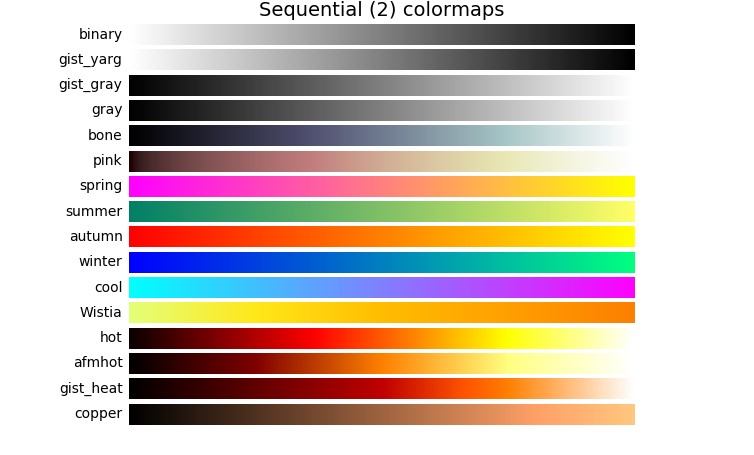 Sequential (2) colormaps
binary
gist_yarg
gist_gray
gray
bone
pink
spring
summer
autumn
winter
cool
Wistia
hot
afmhot
gist_heat
copper